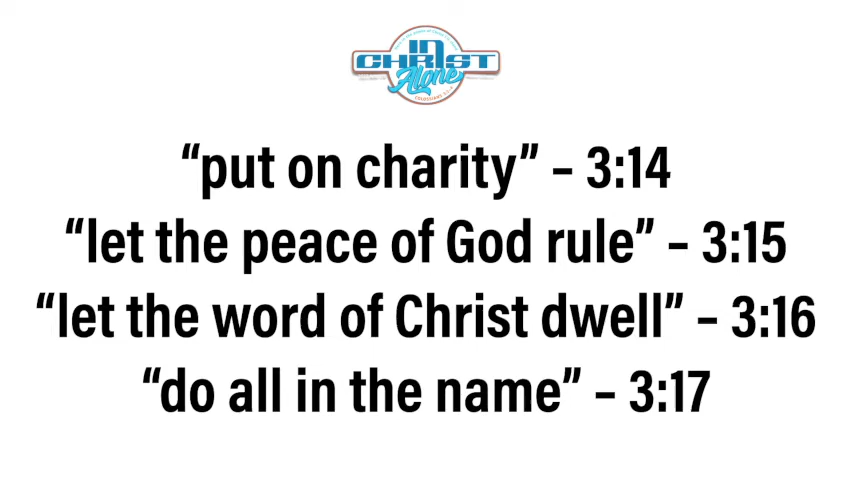 IN
CHRIST
Alone
“put on charity” – 3:14
“let the peace of God rule” – 3:15
“let the word of Christ dwell” – 3:16
“do all in the name” – 3:17